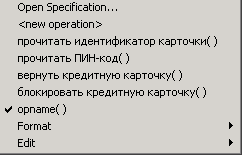 Open Specification...
<new operation>
прочитать идентификатор карточки( )
прочитать ПИН-код( )
вернуть кредитную карточку( )
блокировать кредитную карточку( )
opname( )
Format
Edit